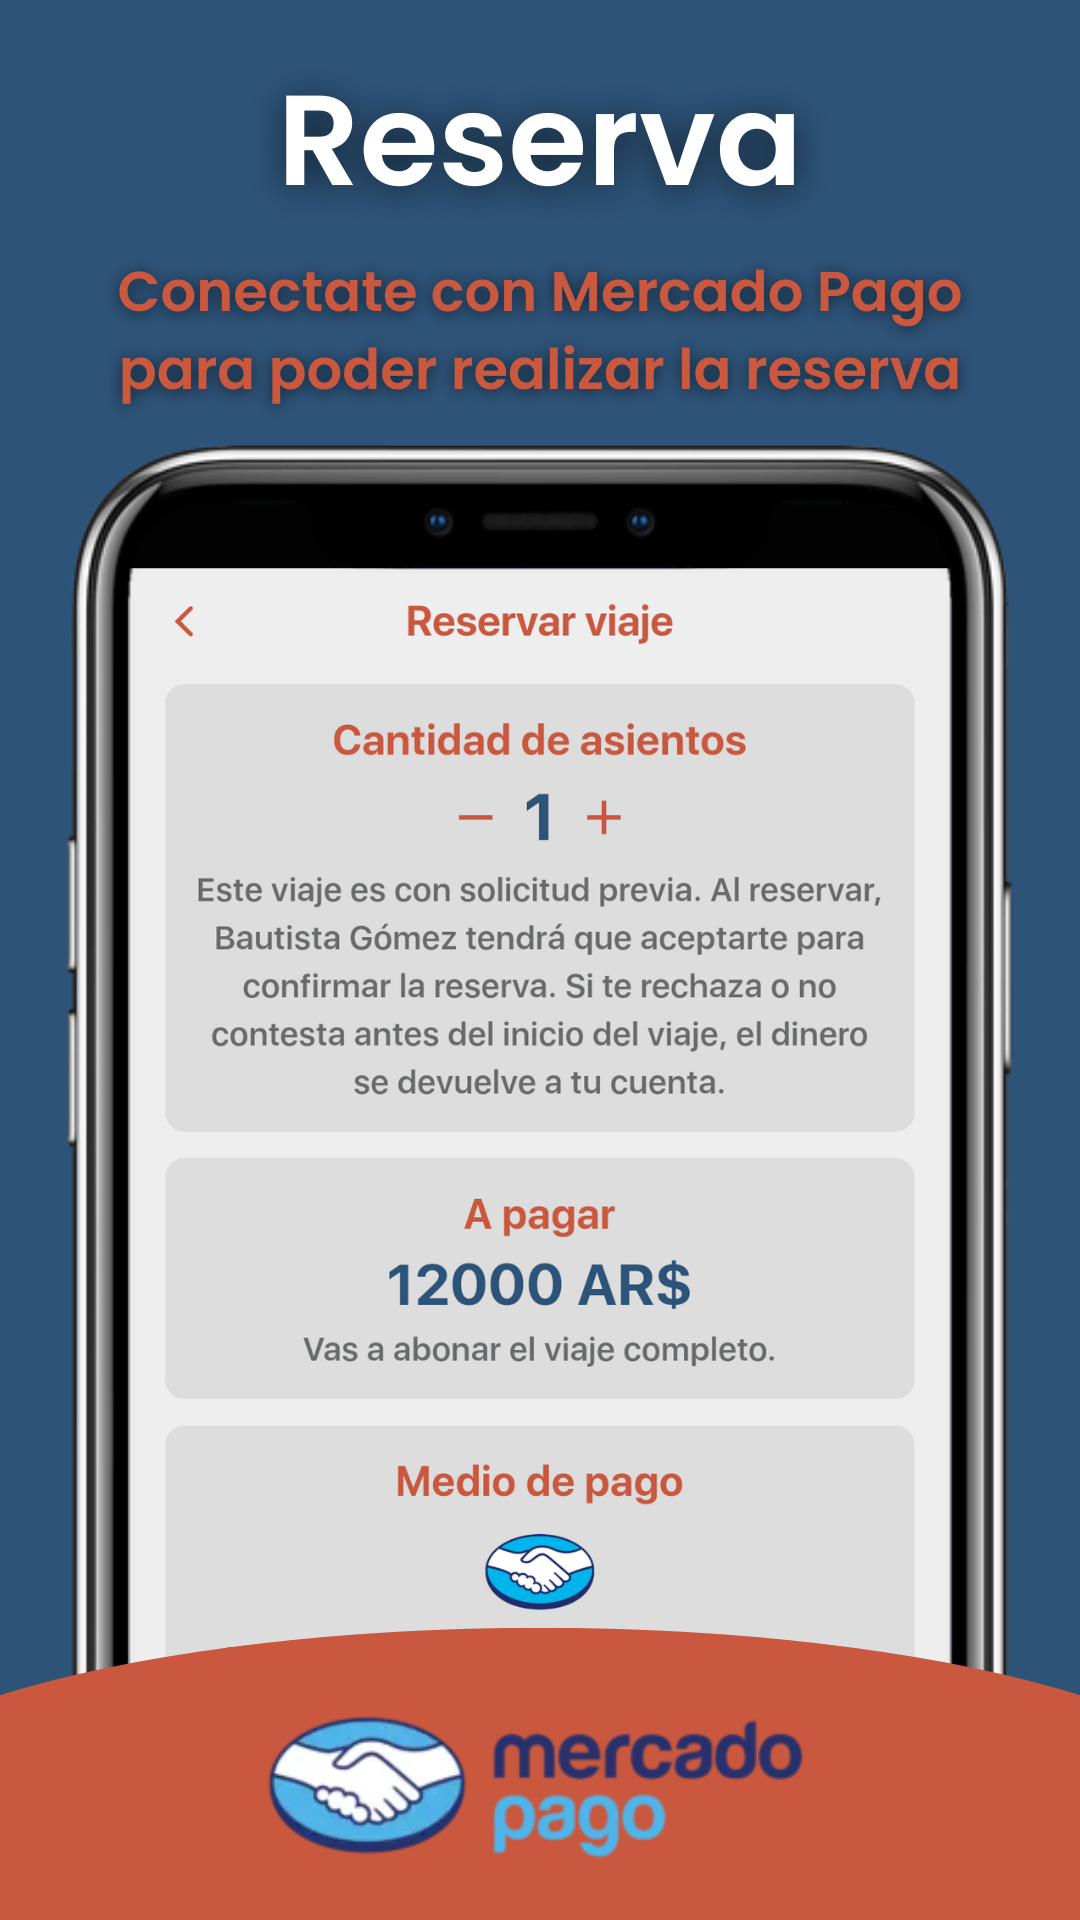 Reserva
Conectate con Mercado Pago
para poder realizar la reserva
Reservar viaje
Cantidad de asientos
− 1 +
Este viaje es con solicitud previa. Al reservar,
Bautista Gómez tendrá que aceptarte para
confirmar la reserva. Si te rechaza o no
contesta antes del inicio del viaje, el dinero
se devuelve a tu cuenta.
A pagar
12000 AR$
Vas a abonar el viaje completo.
Medio de pago
mercado
pago